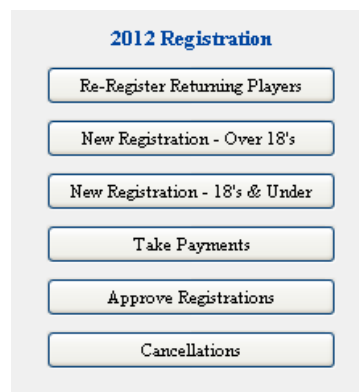 2012 Registration
Re-Register Returning Players
New Registration - Over 18's
New Registration - 18's & Under
Take Payments
Approve Registrations
Cancellations